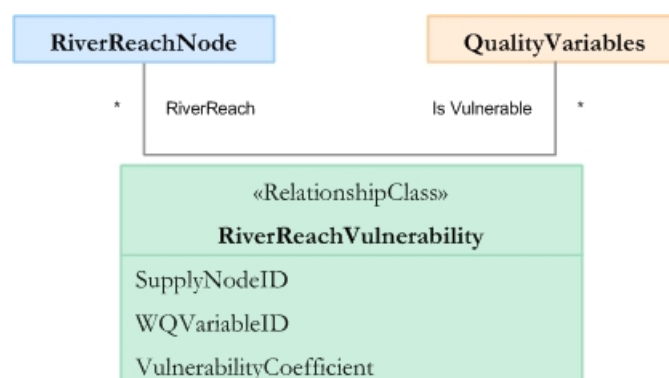 RiverReachNode
QualityVariables
* RiverReach Is Vulnerable *
«RelationshipClass»
RiverReachVulnerability
SupplyNodeID
WQVariableID
VulnerabilityCoefficient